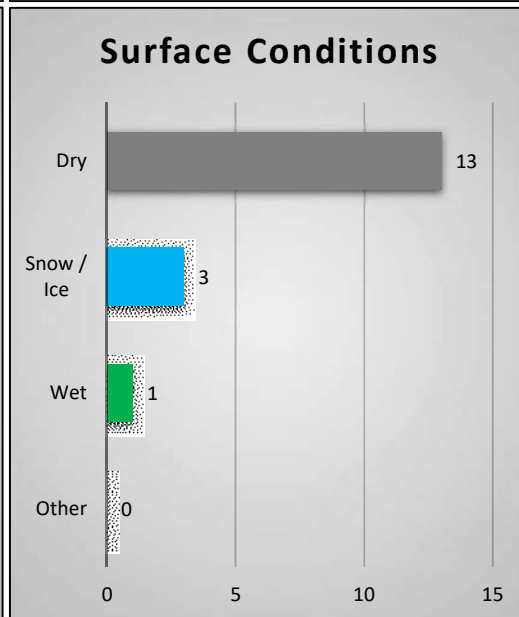 Surface Conditions
Dry
13
Snow /
Ice
3
Wet
1
Other
0
0
5
10
15